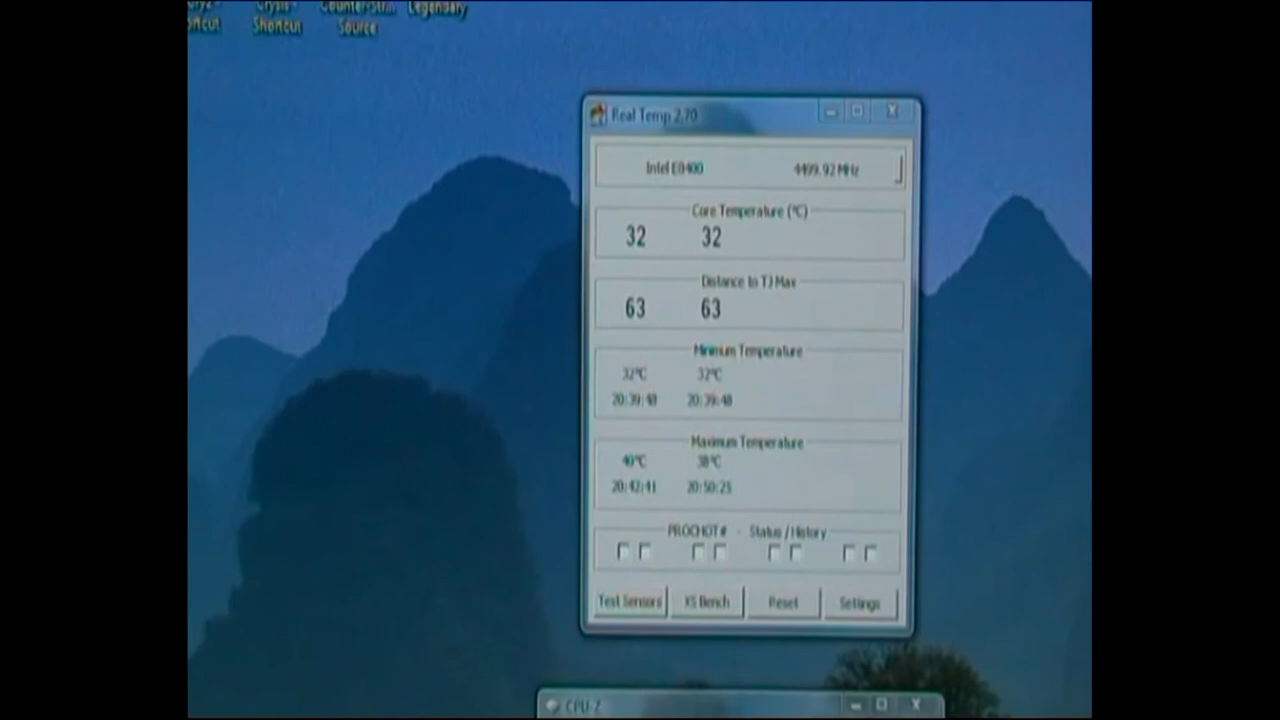 Crysis - Counter-Stri... Legendary
Shortcut Source
Real Temp 2.70
Intel E8400 4499.92 MHz
Core Temperature (°C)
32 32
Distance to TJ Max
63 63
Minimum Temperature
32°C 32°C
20:39:40 20:39:40
Maximum Temperature
40°C 38°C
20:42:41 20:50:25
PROCHOT# - Status / History
Test Sensors XS Bench Reset Settings
CPU-Z